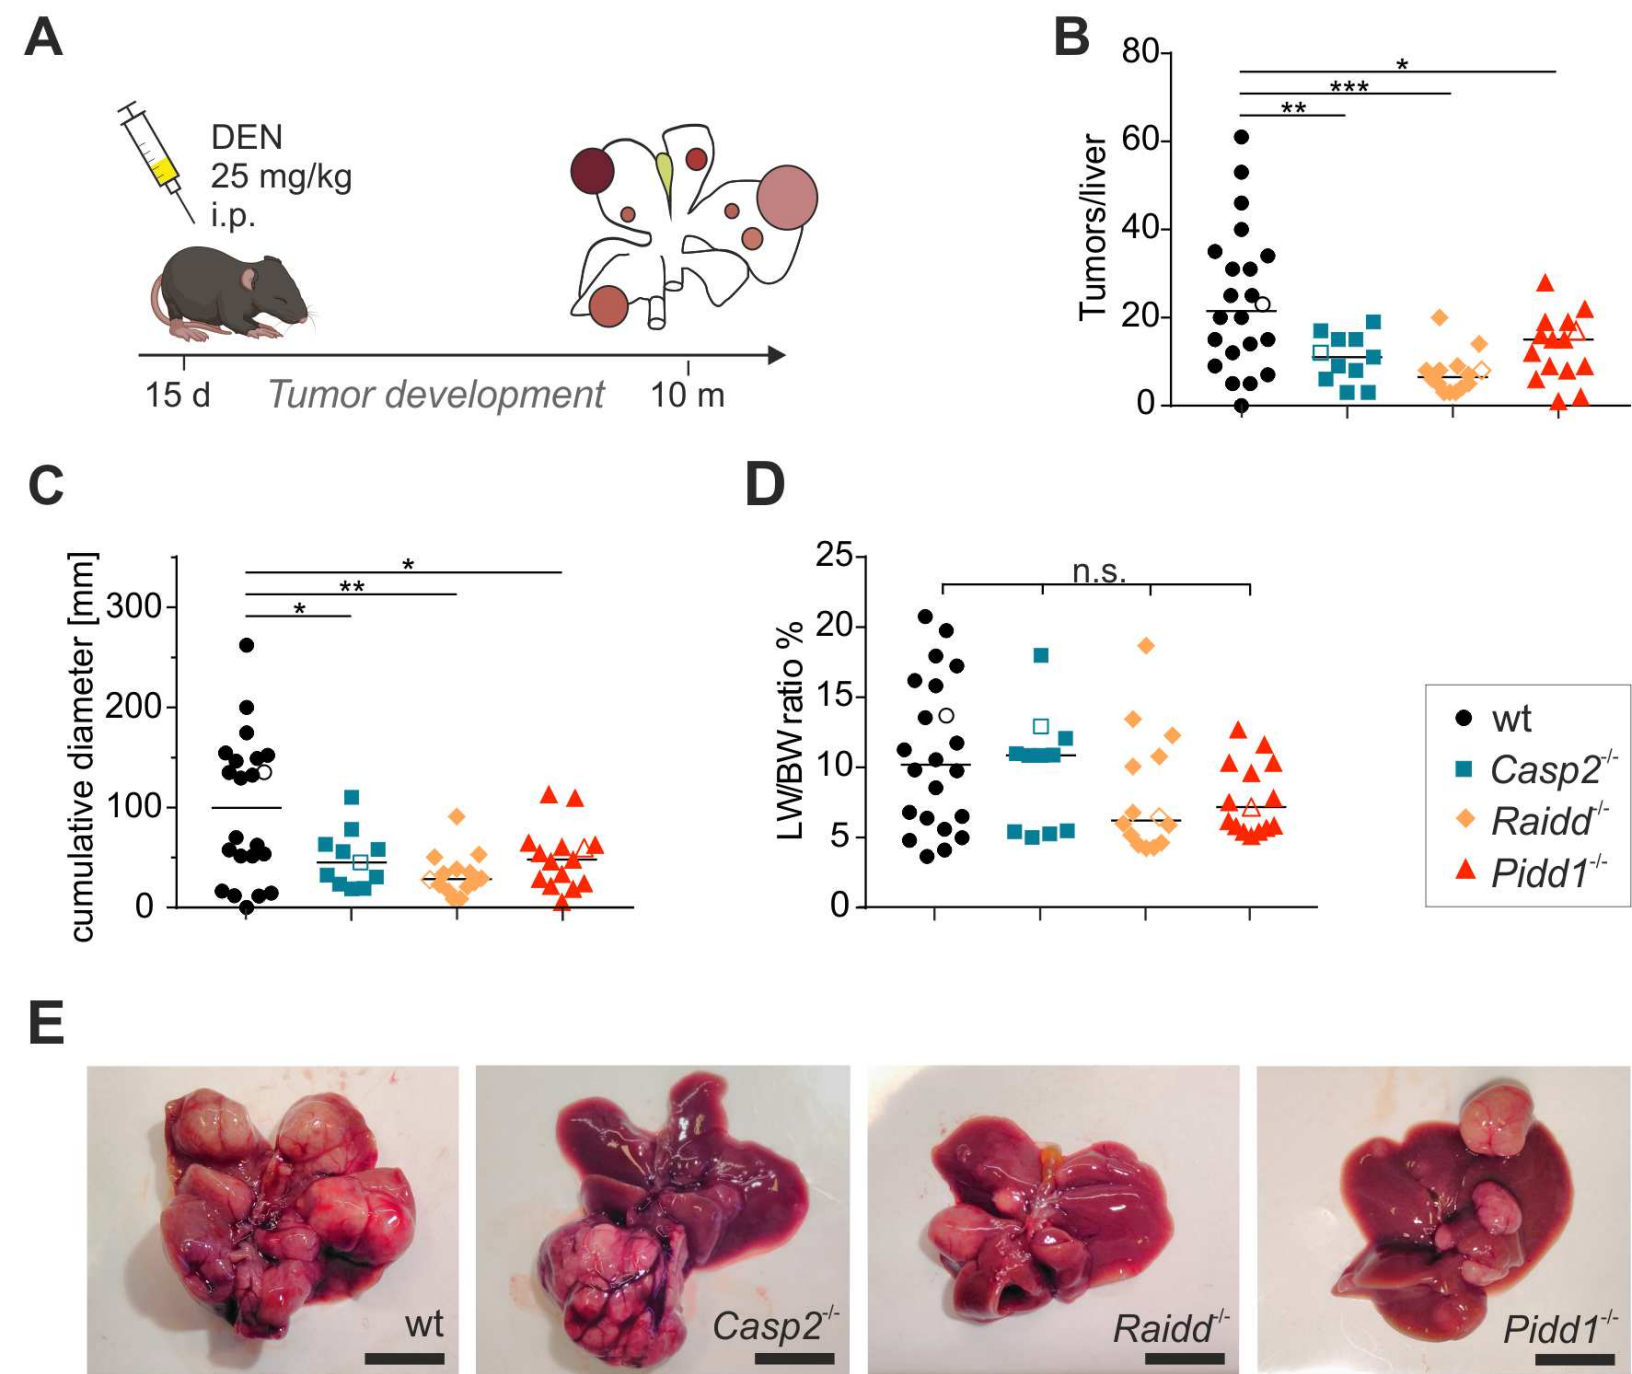 A
DEN
25 mg/kg
i.p.
15 d
Tumor development
10 m
B
Tumors/liver
80
60
40
20
0
*
***
**
C
cumulative diameter [mm]
300
200
100
0
*
**
*
D
LW/BW ratio %
25
20
15
10
5
0
n.s.
wt
Casp2-/-
Raidd-/-
Pidd1-/-
E
wt
Casp2-/-
Raidd-/-
Pidd1-/-